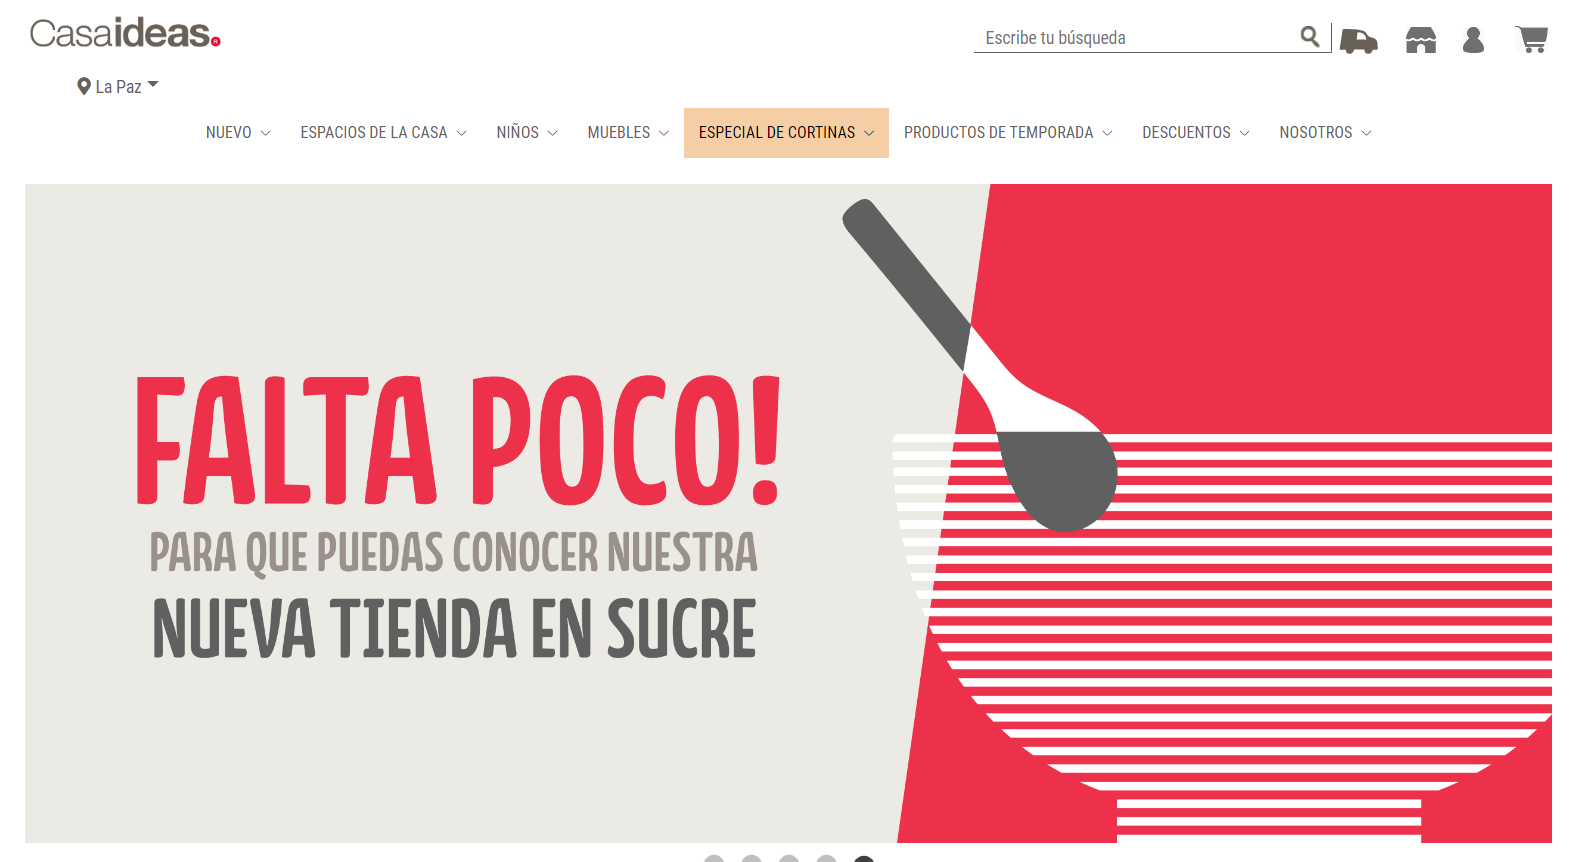 Casaideas®
Escribe tu búsqueda
La Paz
NUEVO ESPACIOS DE LA CASA NIÑOS MUEBLES ESPECIAL DE CORTINAS PRODUCTOS DE TEMPORADA DESCUENTOS NOSOTROS
FALTA POCO!
PARA QUE PUEDAS CONOCER NUESTRA
NUEVA TIENDA EN SUCRE